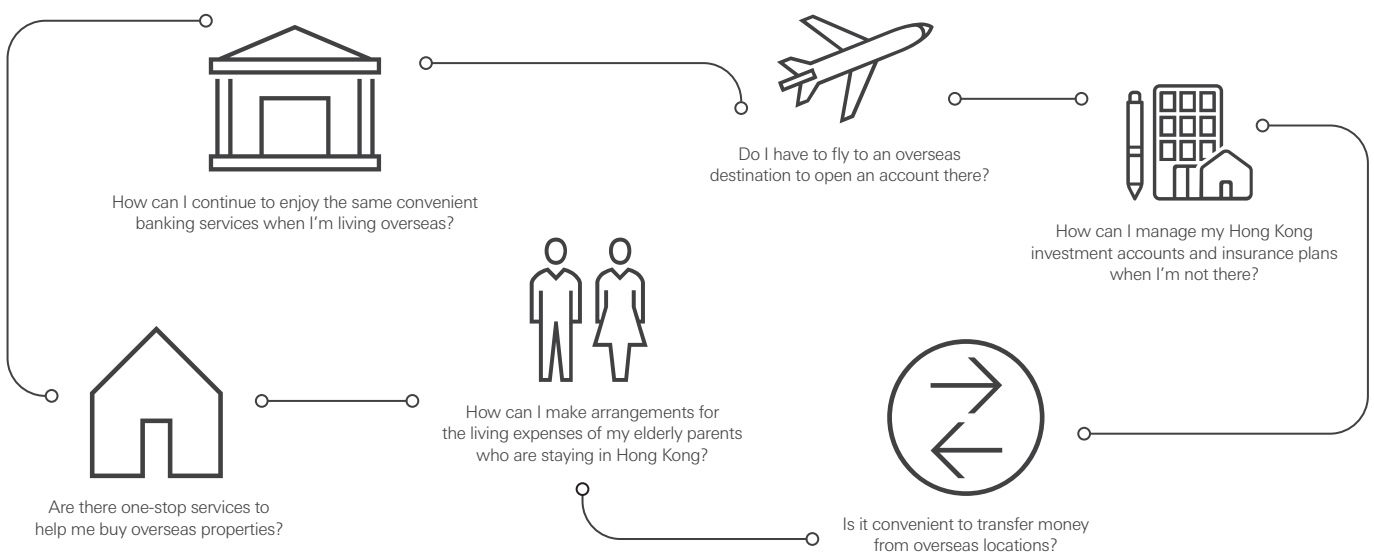 How can I continue to enjoy the same convenient
banking services when I'm living overseas?
Do I have to fly to an overseas
destination to open an account there?
How can I manage my Hong Kong
investment accounts and insurance plans
when I'm not there?
Is it convenient to transfer money
from overseas locations?
How can I make arrangements for
the living expenses of my elderly parents
who are staying in Hong Kong?
Are there one-stop services to
help me buy overseas properties?